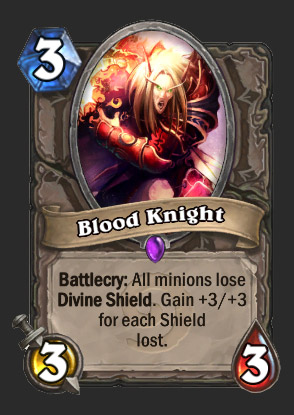 3
Blood Knight
Battlecry: All minions lose
Divine Shield. Gain +3/+3
for each Shield
lost.
3
3